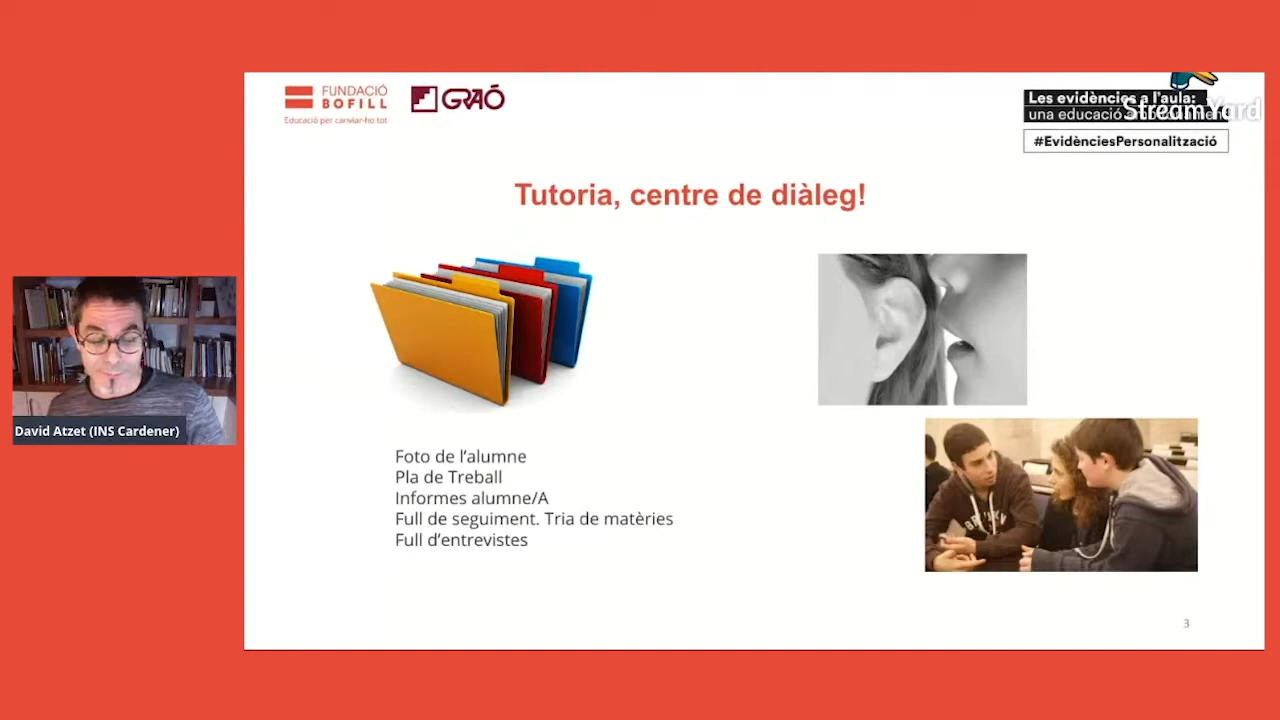 FUNDACIÓ
BOFILL
Educació per canviar-ho tot
GRAÓ
Les evidències a l'aula:
una educació
StreamYard
#EvidènciesPersonalització
Tutoria, centre de diàleg!
Foto de l'alumne
Pla de Treball
Informes alumne/A
Full de seguiment. Tria de matèries
Full d'entrevistes
David Atzet (INS Cardener)
3